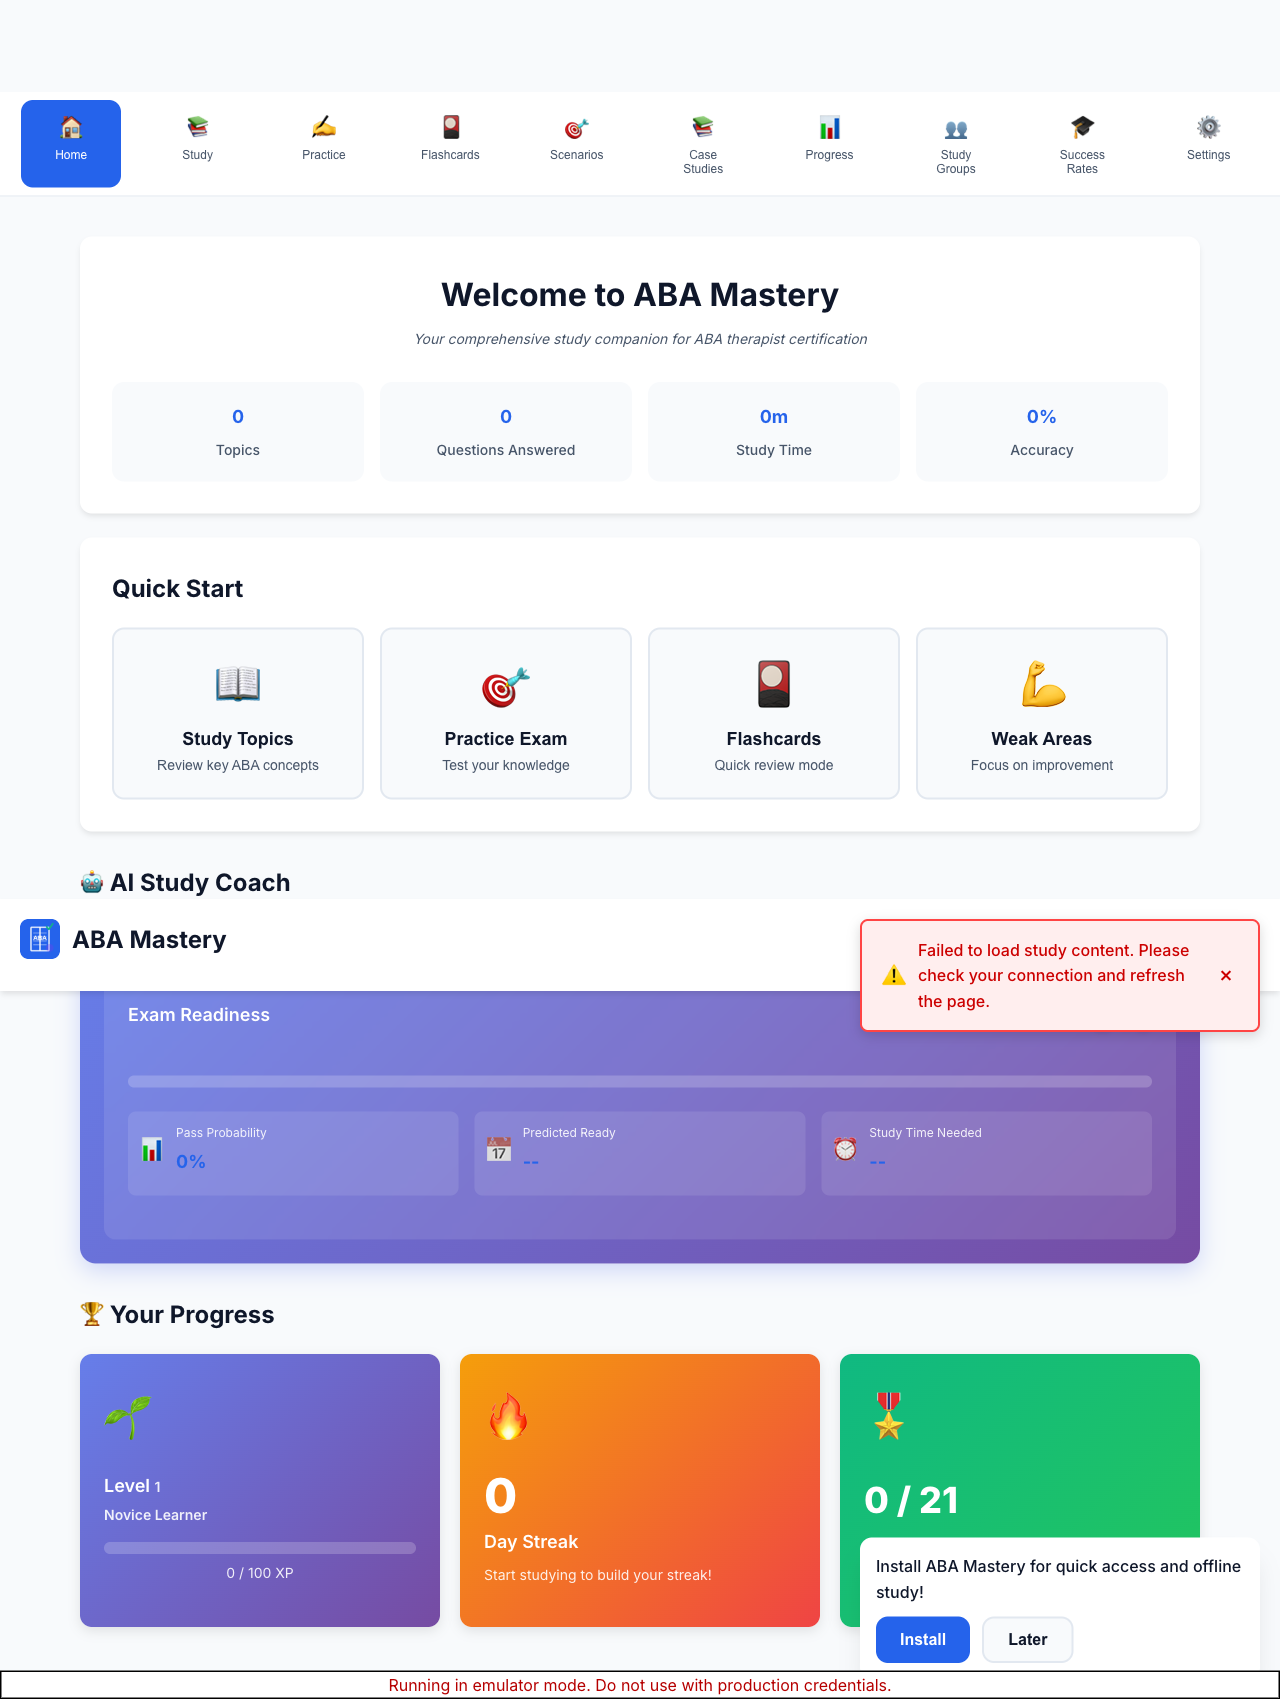 Home
Study
Practice
Flashcards
Scenarios
Case
Studies
Progress
Study
Groups
Success
Rates
Settings
Welcome to ABA Mastery
Your comprehensive study companion for ABA therapist certification
0
Topics
0
Questions Answered
0m
Study Time
0%
Accuracy
Quick Start
Study Topics
Review key ABA concepts
Practice Exam
Test your knowledge
Flashcards
Quick review mode
Weak Areas
Focus on improvement
AI Study Coach
ABA
ABA Mastery
Failed to load study content. Please
check your connection and refresh
the page.
×
Exam Readiness
Pass Probability
0%
17
Predicted Ready
--
Study Time Needed
--
Your Progress
Level 1
Novice Learner
0 / 100 XP
0
Day Streak
Start studying to build your streak!
0 / 21
Install ABA Mastery for quick access and offline
study!
Install
Later
Running in emulator mode. Do not use with production credentials.